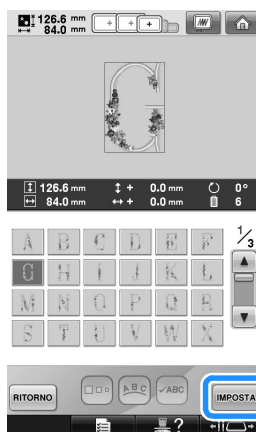 126.6 mm
84.0 mm
126.6 mm + 0.0 mm 0°
84.0 mm + 0.0 mm 6
A B C D E F 1/3
G H I J K L
M N O P Q R
S T U V W X
RITORNO ABC ABC IMPOSTA
?